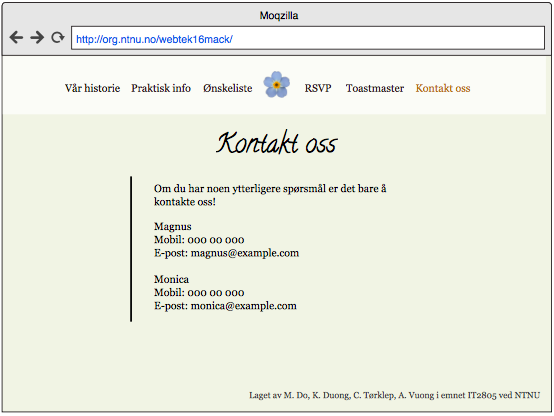 Moqzilla
http://org.ntnu.no/webtek16mack/
Vår historie Praktisk info Ønskeliste RSVP Toastmaster Kontakt oss
Kontakt oss
Om du har noen ytterligere spørsmål er det bare å
kontakte oss!
Magnus
Mobil: 000 00 000
E-post: magnus@example.com
Monica
Mobil: 000 00 000
E-post: monica@example.com
Laget av M. Do, K. Duong, C. Tørklep, A. Vuong i emnet IT2805 ved NTNU